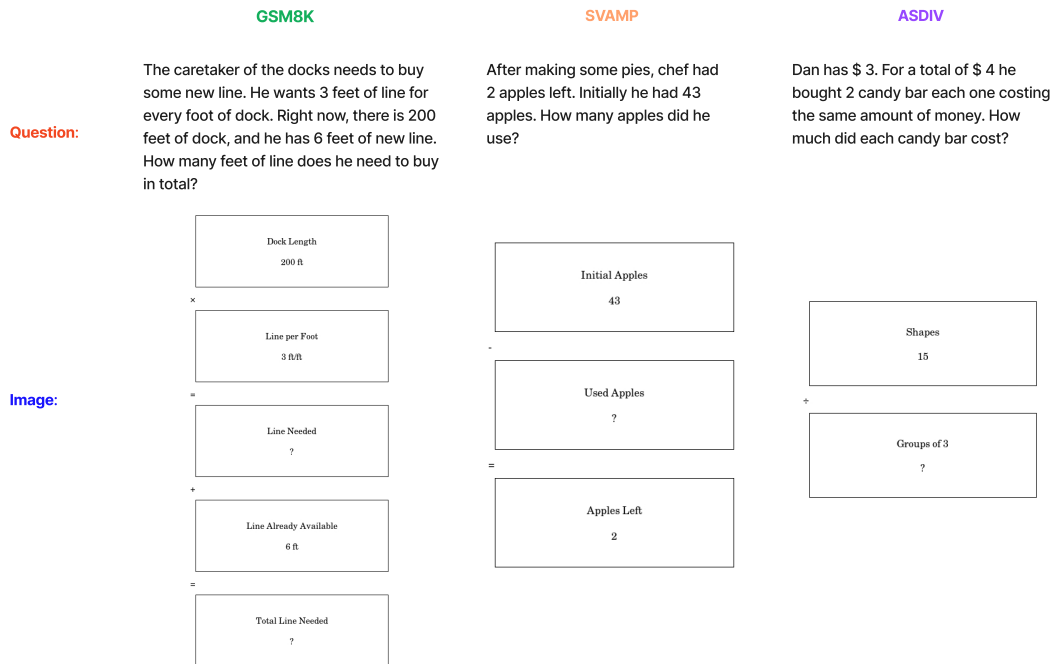 GSM8K
SVAMP
ASDIV
Question:
The caretaker of the docks needs to buy
some new line. He wants 3 feet of line for
every foot of dock. Right now, there is 200
feet of dock, and he has 6 feet of new line.
How many feet of line does he need to buy
in total?
After making some pies, chef had
2 apples left. Initially he had 43
apples. How many apples did he
use?
Dan has $ 3. For a total of $ 4 he
bought 2 candy bar each one costing
the same amount of money. How
much did each candy bar cost?
Image:
Dock Length
200 ft
×
Line per Foot
3 ft/ft
=
Line Needed
?
+
Line Already Available
6 ft
=
Total Line Needed
?
Initial Apples
43
-
Used Apples
?
=
Apples Left
2
Shapes
15
÷
Groups of 3
?